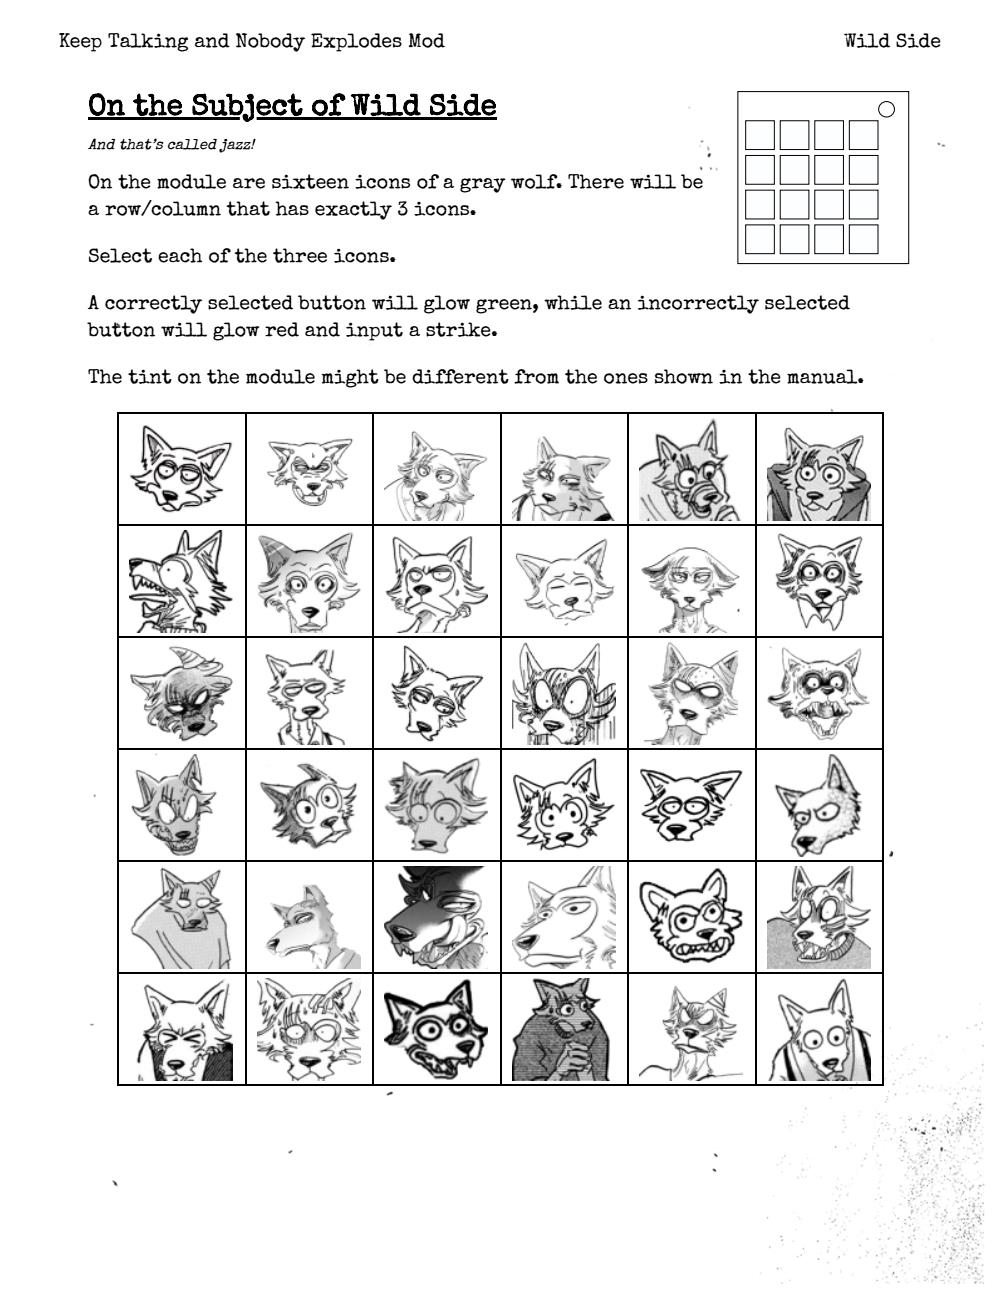 Keep Talking and Nobody Explodes Mod
Wild Side
On the Subject of Wild Side
And that's called jazz!
On the module are sixteen icons of a gray wolf. There will be
a row/column that has exactly 3 icons.
Select each of the three icons.
A correctly selected button will glow green, while an incorrectly selected
button will glow red and input a strike.
The tint on the module might be different from the ones shown in the manual.